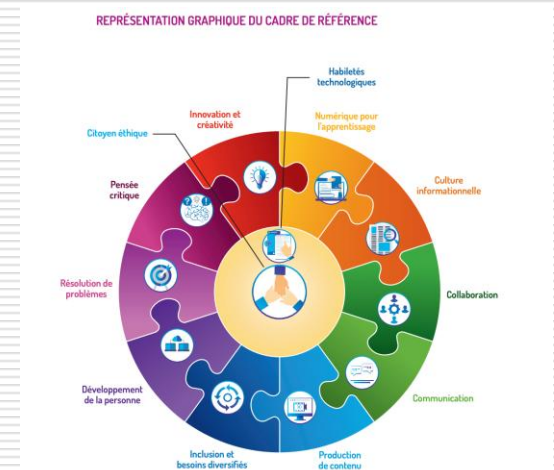 REPRÉSENTATION GRAPHIQUE DU CADRE DE RÉFÉRENCE
Habiletés
technologiques
Innovation et
créativité
Numérique pour
l'apprentissage
Citoyen éthique
Pensée
critique
Culture
informationnelle
Résolution de
problèmes
Collaboration
Développement
de la personne
Communication
Inclusion et
besoins diversifiés
Production
de contenu